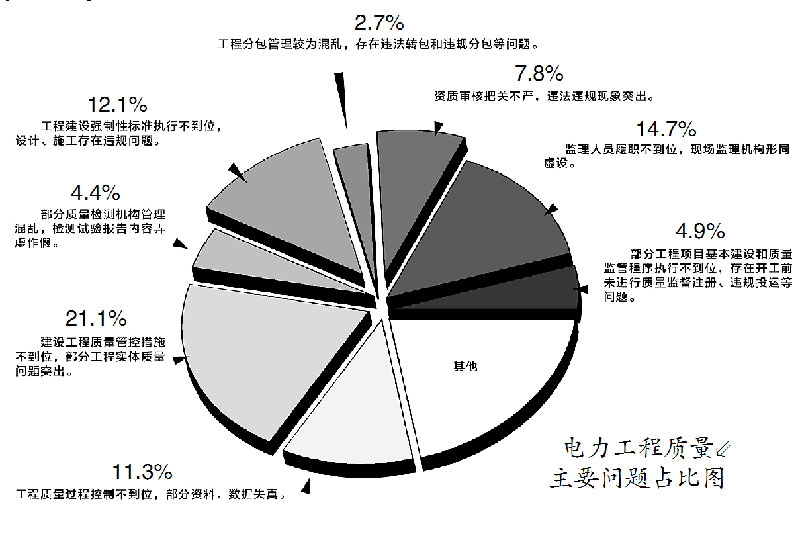 2.7%
工程分包管理较为混乱，存在违法转包和违规分包等问题。
7.8%
资质审核把关不严，违法违规现象突出。
12.1%
工程建设强制性标准执行不到位，
设计、施工存在违规问题。
14.7%
监理人员履职不到位，现场监理机构形同
虚设。
4.4%
部分质量检测机构管理
混乱，检测试验报告内容弄
虚作假。
4.9%
部分工程项目基本建设和质量
监管程序执行不到位，存在开工前
未进行质量监督注册、违规投运等
问题。
21.1%
建设工程质量管控措施
不到位，部分工程实体质量
问题突出。
其他
11.3%
工程质量过程控制不到位，部分资料、数据失真。
电力工程质量
主要问题占比图